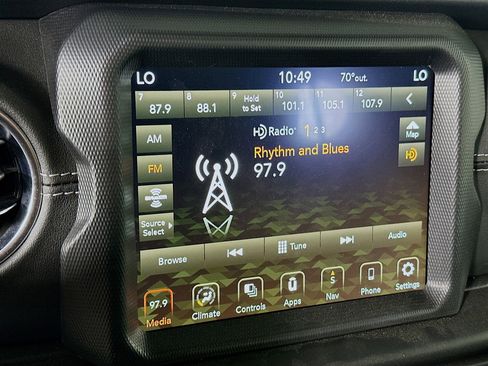 LO 10:49 70°out. LO
7 8 9 10 11 12
87.9 88.1 Hold to Set 101.1 105.1 107.9
AM
FM
Source Select
HD Radio 1 2 3
Rhythm and Blues
97.9
Map
HD
Browse Tune Audio
97.9 S
Media Climate Controls Apps Nav Phone Settings